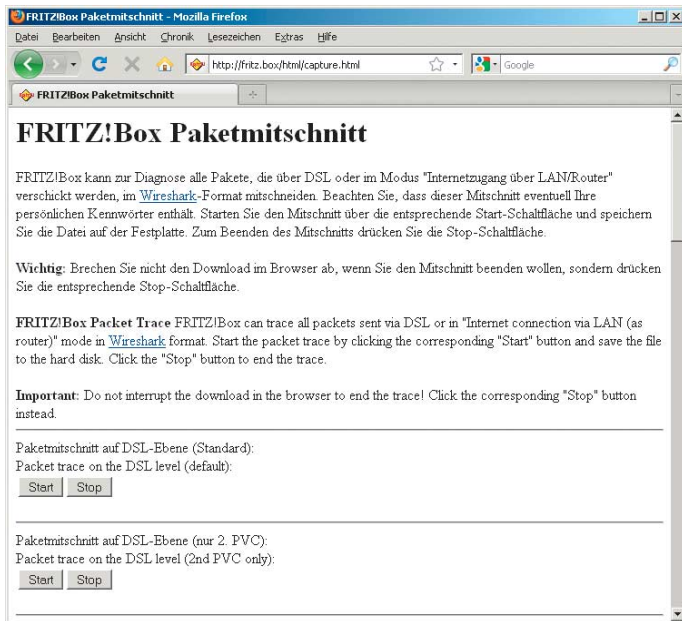 FRITZ!Box Paketmitschnitt - Mozilla Firefox
Datei Bearbeiten Ansicht Chronik Lesezeichen Extras Hilfe
http://fritz.box/html/capture.html
Google
FRITZ!Box Paketmitschnitt
FRITZ!Box Paketmitschnitt
FRITZ!Box kann zur Diagnose alle Pakete, die über DSL oder im Modus "Internetzugang über LAN/Router"
verschickt werden, im Wireshark-Format mitschneiden. Beachten Sie, dass dieser Mitschnitt eventuell Ihre
persönlichen Kennwörter enthält. Starten Sie den Mitschnitt über die entsprechende Start-Schaltfläche und speichern
Sie die Datei auf der Festplatte. Zum Beenden des Mitschnitts drücken Sie die Stop-Schaltfläche.
Wichtig: Brechen Sie nicht den Download im Browser ab, wenn Sie den Mitschnitt beenden wollen, sondern drücken
Sie die entsprechende Stop-Schaltfläche.
FRITZ!Box Packet Trace FRITZ!Box can trace all packets sent via DSL or in "Internet connection via LAN (as
router)" mode in Wireshark format. Start the packet trace by clicking the corresponding "Start" button and save the file
to the hard disk. Click the "Stop" button to end the trace.
Important: Do not interrupt the download in the browser to end the trace! Click the corresponding "Stop" button
instead.
Paketmitschnitt auf DSL-Ebene (Standard):
Packet trace on the DSL level (default):
Start Stop
Paketmitschnitt auf DSL-Ebene (nur 2. PVC):
Packet trace on the DSL level (2nd PVC only):
Start Stop